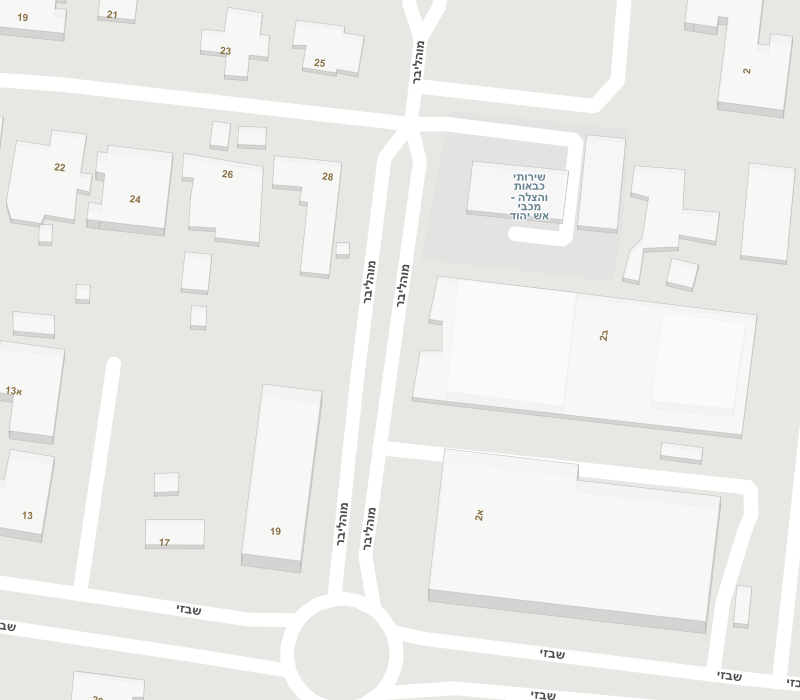 19
21
23
25
מוהליבר
2
22
24
26
28
שירותי
כבאות
והצלה -
מכבי
אש יהוד
מוהליבר
מוהליבר
2ב
13א
13
17
19
מוהליבר
מוהליבר
2א
שבזי
שבזי
שבזי
שבזי